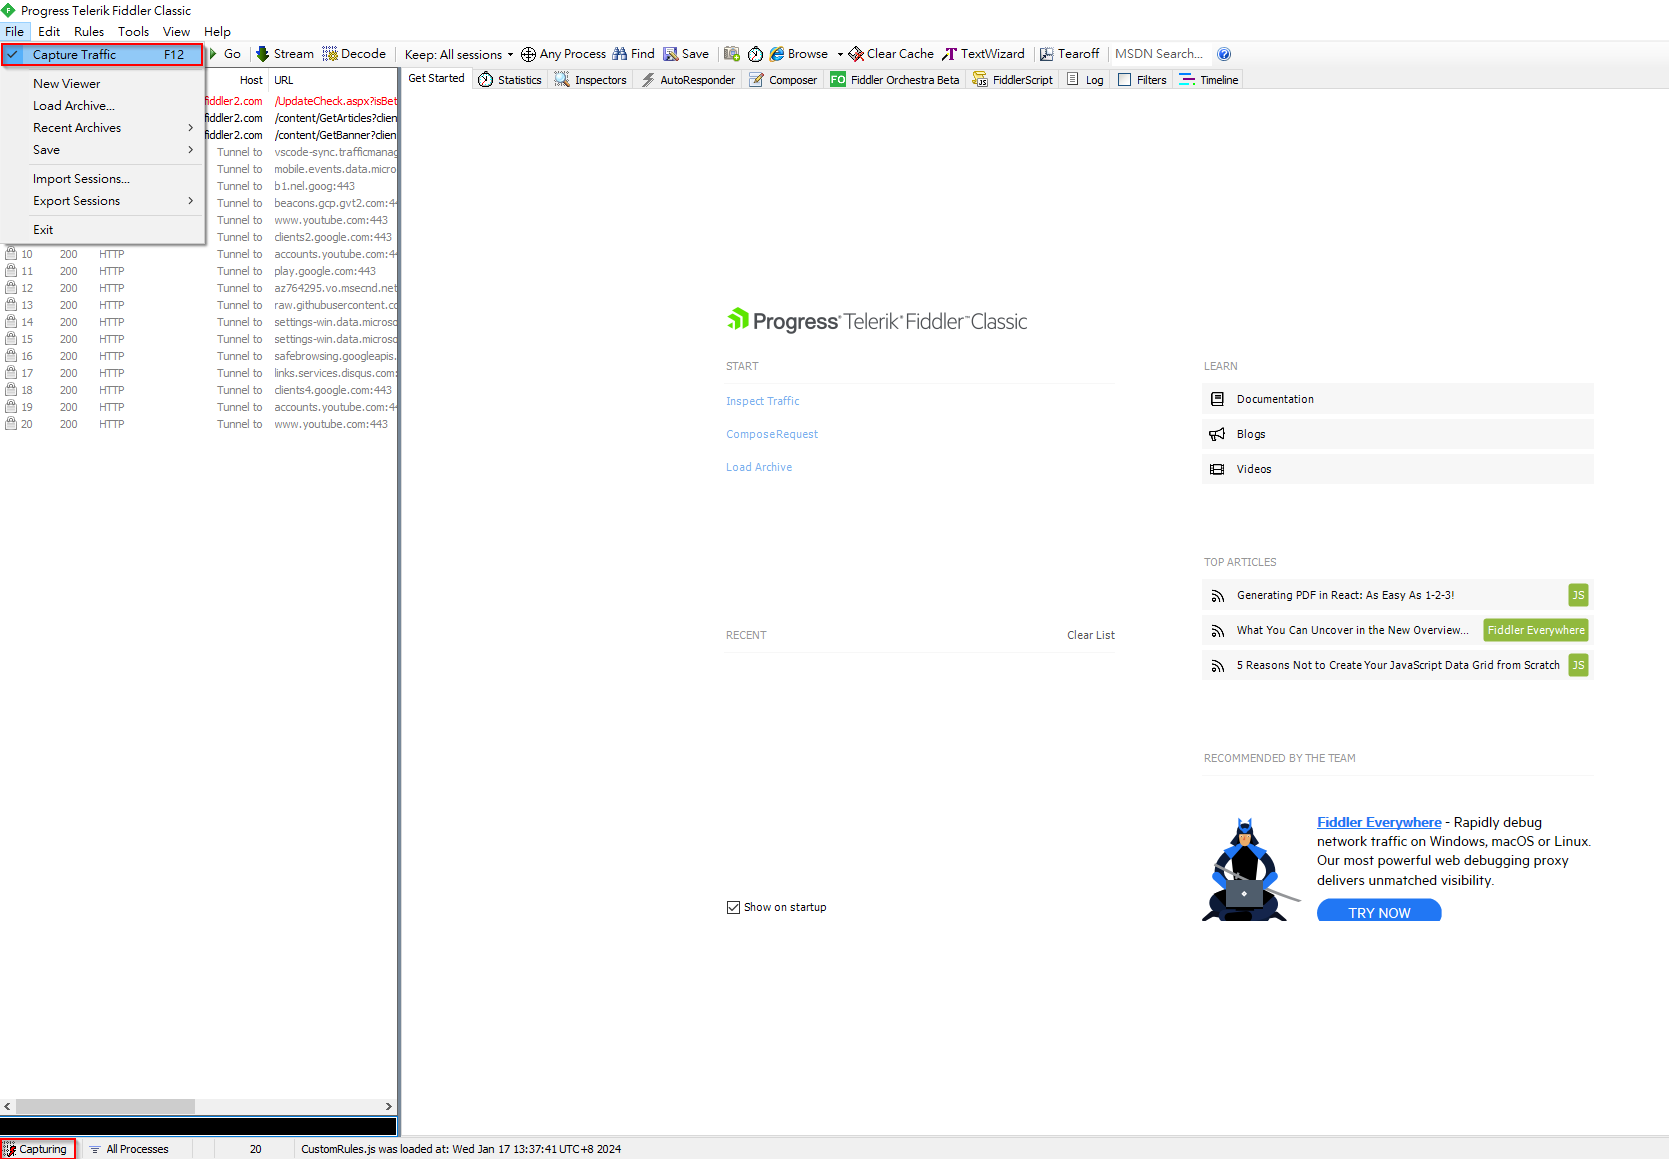 Progress Telerik Fiddler Classic
File Edit Rules Tools View Help
Capture Traffic F12
Go Stream Decode Keep: All sessions Any Process Find Save Browse Clear Cache TextWizard Tearoff MSDN Search...
New Viewer
Load Archive...
Recent Archives
Save
Import Sessions...
Export Sessions
Exit
Host URL
fiddler2.com /UpdateCheck.aspx?isBet
fiddler2.com /content/GetArticles?clien
fiddler2.com /content/GetBanner?clien
Tunnel to vscode-sync.trafficmanag
Tunnel to mobile.events.data.micro
Tunnel to b1.nel.goog:443
Tunnel to beacons.gcp.gvt2.com:44
Tunnel to www.youtube.com:443
Tunnel to clients2.google.com:443
10 200 HTTP Tunnel to accounts.youtube.com:44
11 200 HTTP Tunnel to play.google.com:443
12 200 HTTP Tunnel to az764295.vo.msecnd.net
13 200 HTTP Tunnel to raw.githubusercontent.co
14 200 HTTP Tunnel to settings-win.data.microso
15 200 HTTP Tunnel to settings-win.data.microso
16 200 HTTP Tunnel to safebrowsing.googleapis.
17 200 HTTP Tunnel to links.services.disqus.com:
18 200 HTTP Tunnel to clients4.google.com:443
19 200 HTTP Tunnel to accounts.youtube.com:44
20 200 HTTP Tunnel to www.youtube.com:443
Get Started Statistics Inspectors AutoResponder Composer FO Fiddler Orchestra Beta FiddlerScript Log Filters Timeline
Progress Telerik Fiddler Classic
START
Inspect Traffic
Compose Request
Load Archive
RECENT Clear List
Show on startup
LEARN
Documentation
Blogs
Videos
TOP ARTICLES
Generating PDF in React: As Easy As 1-2-3! JS
What You Can Uncover in the New Overview... Fiddler Everywhere
5 Reasons Not to Create Your JavaScript Data Grid from Scratch JS
RECOMMENDED BY THE TEAM
Fiddler Everywhere - Rapidly debug
network traffic on Windows, macOS or Linux.
Our most powerful web debugging proxy
delivers unmatched visibility.
TRY NOW
Capturing All Processes 20 CustomRules.js was loaded at: Wed Jan 17 13:37:41 UTC+8 2024